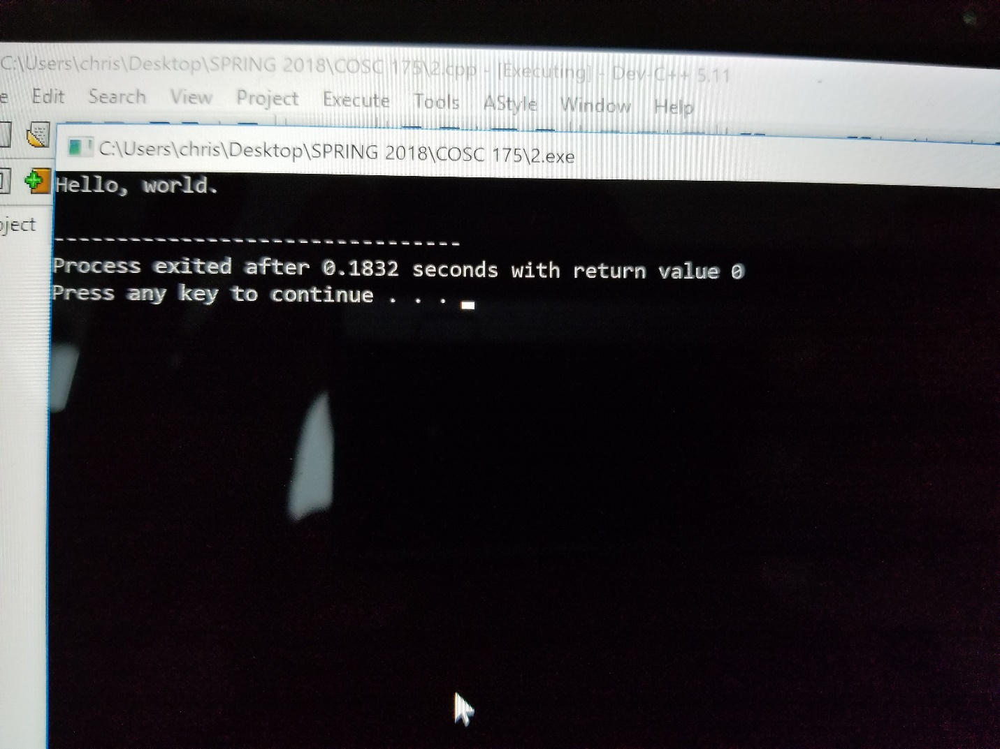 C:\Users\chris\Desktop\SPRING 2018\COSC 175\2.cpp - [Executing] - Dev-C++ 5.11
e Edit Search View Project Execute Tools AStyle Window Help
C:\Users\chris\Desktop\SPRING 2018\COSC 175\2.exe
Hello, world.
--------------------------------
oject
Process exited after 0.1832 seconds with return value 0
Press any key to continue . . .